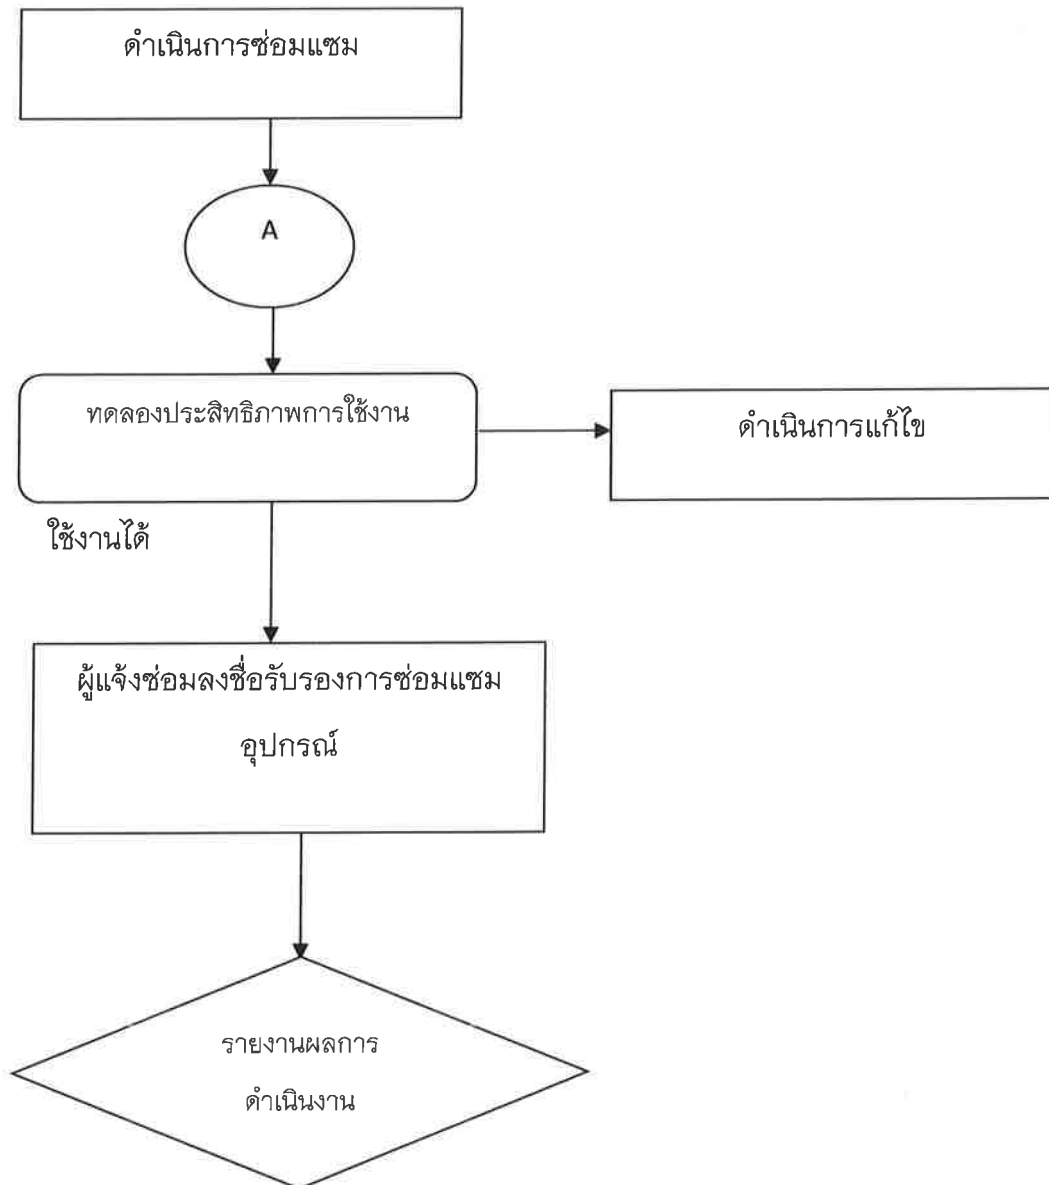 ดำเนินการซ่อมแซม
A
ทดลองประสิทธิภาพการใช้งาน
ดำเนินการแก้ไข
ใช้งานได้
ผู้แจ้งซ่อมลงชื่อรับรองการซ่อมแซม
อุปกรณ์
รายงานผลการ
ดำเนินงาน